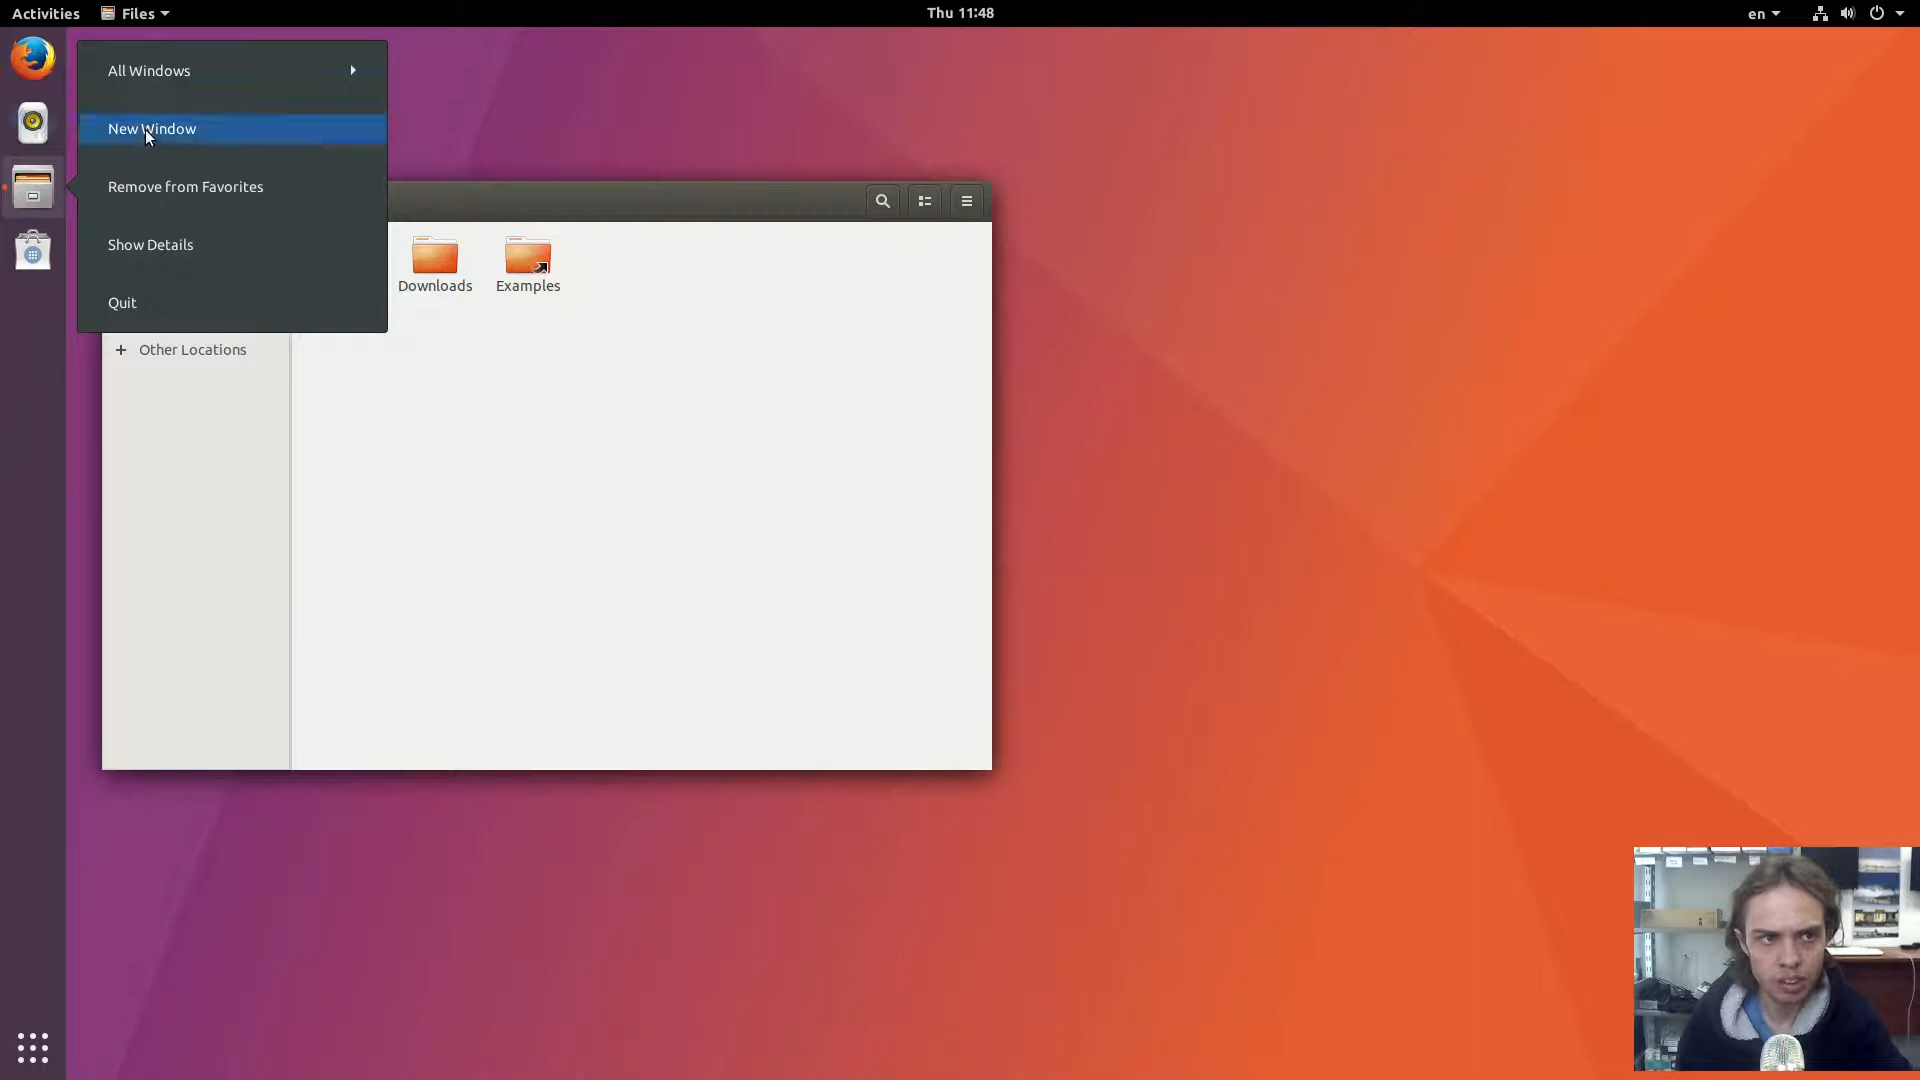 Activities Files Thu 11:48 en
All Windows
New Window
Remove from Favorites
Show Details
Quit
Downloads Examples
+ Other Locations